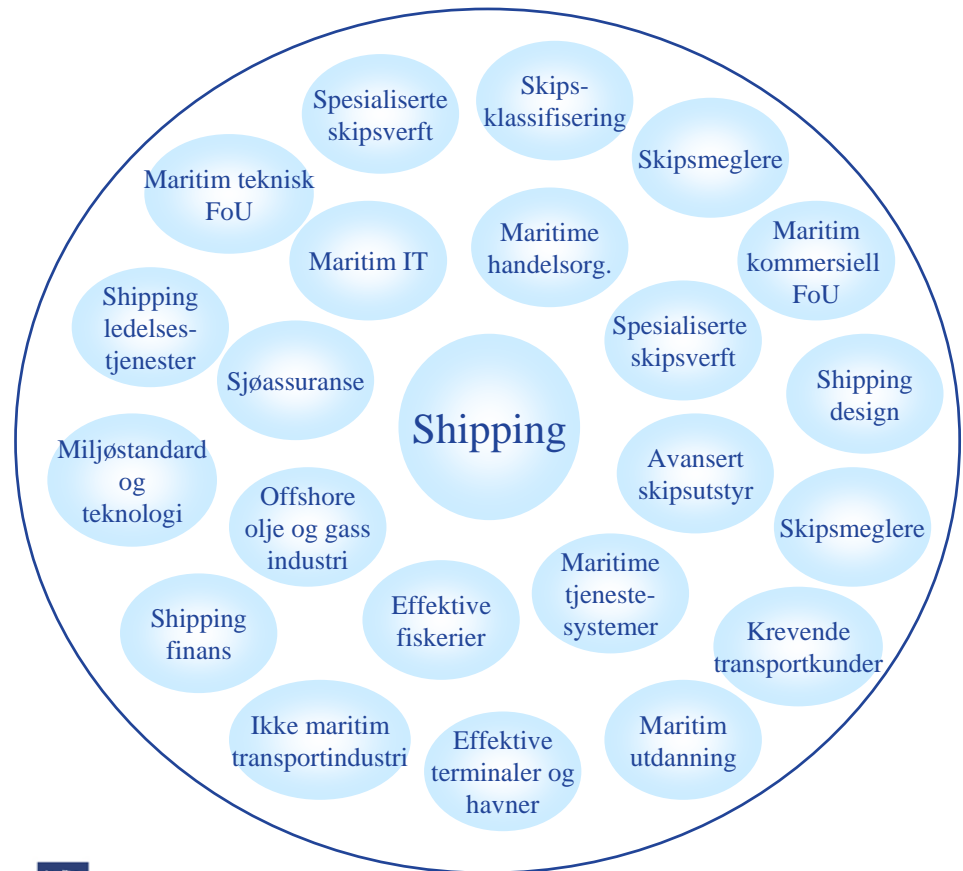 Skips-
klassifisering
Spesialiserte
skipsverft
Skipsmeglere
Maritim teknisk
FoU
Maritime
handelsorg.
Maritim
kommersiell
FoU
Maritim IT
Shipping
ledelses-
tjenester
Spesialiserte
skipsverft
Sjøassuranse
Shipping
design
Shipping
Miljøstandard
og
teknologi
Avansert
skipsutstyr
Offshore
olje og gass
industri
Skipsmeglere
Maritime
tjeneste-
systemer
Effektive
fiskerier
Shipping
finans
Krevende
transportkunder
Ikke maritim
transportindustri
Maritim
utdanning
Effektive
terminaler og
havner